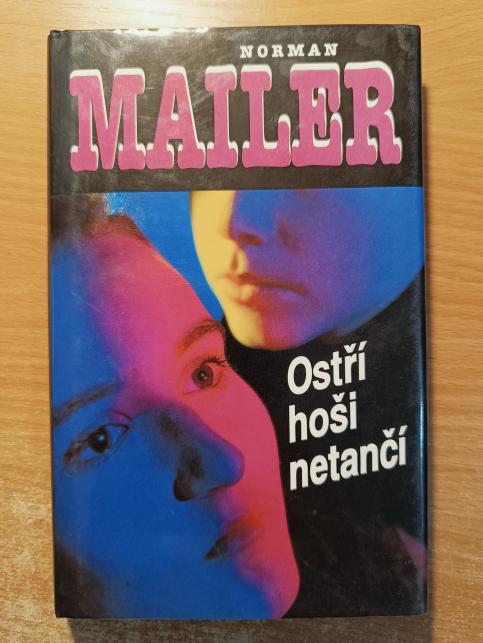 NORMAN
MAILER
Ostří
hoši
netančí